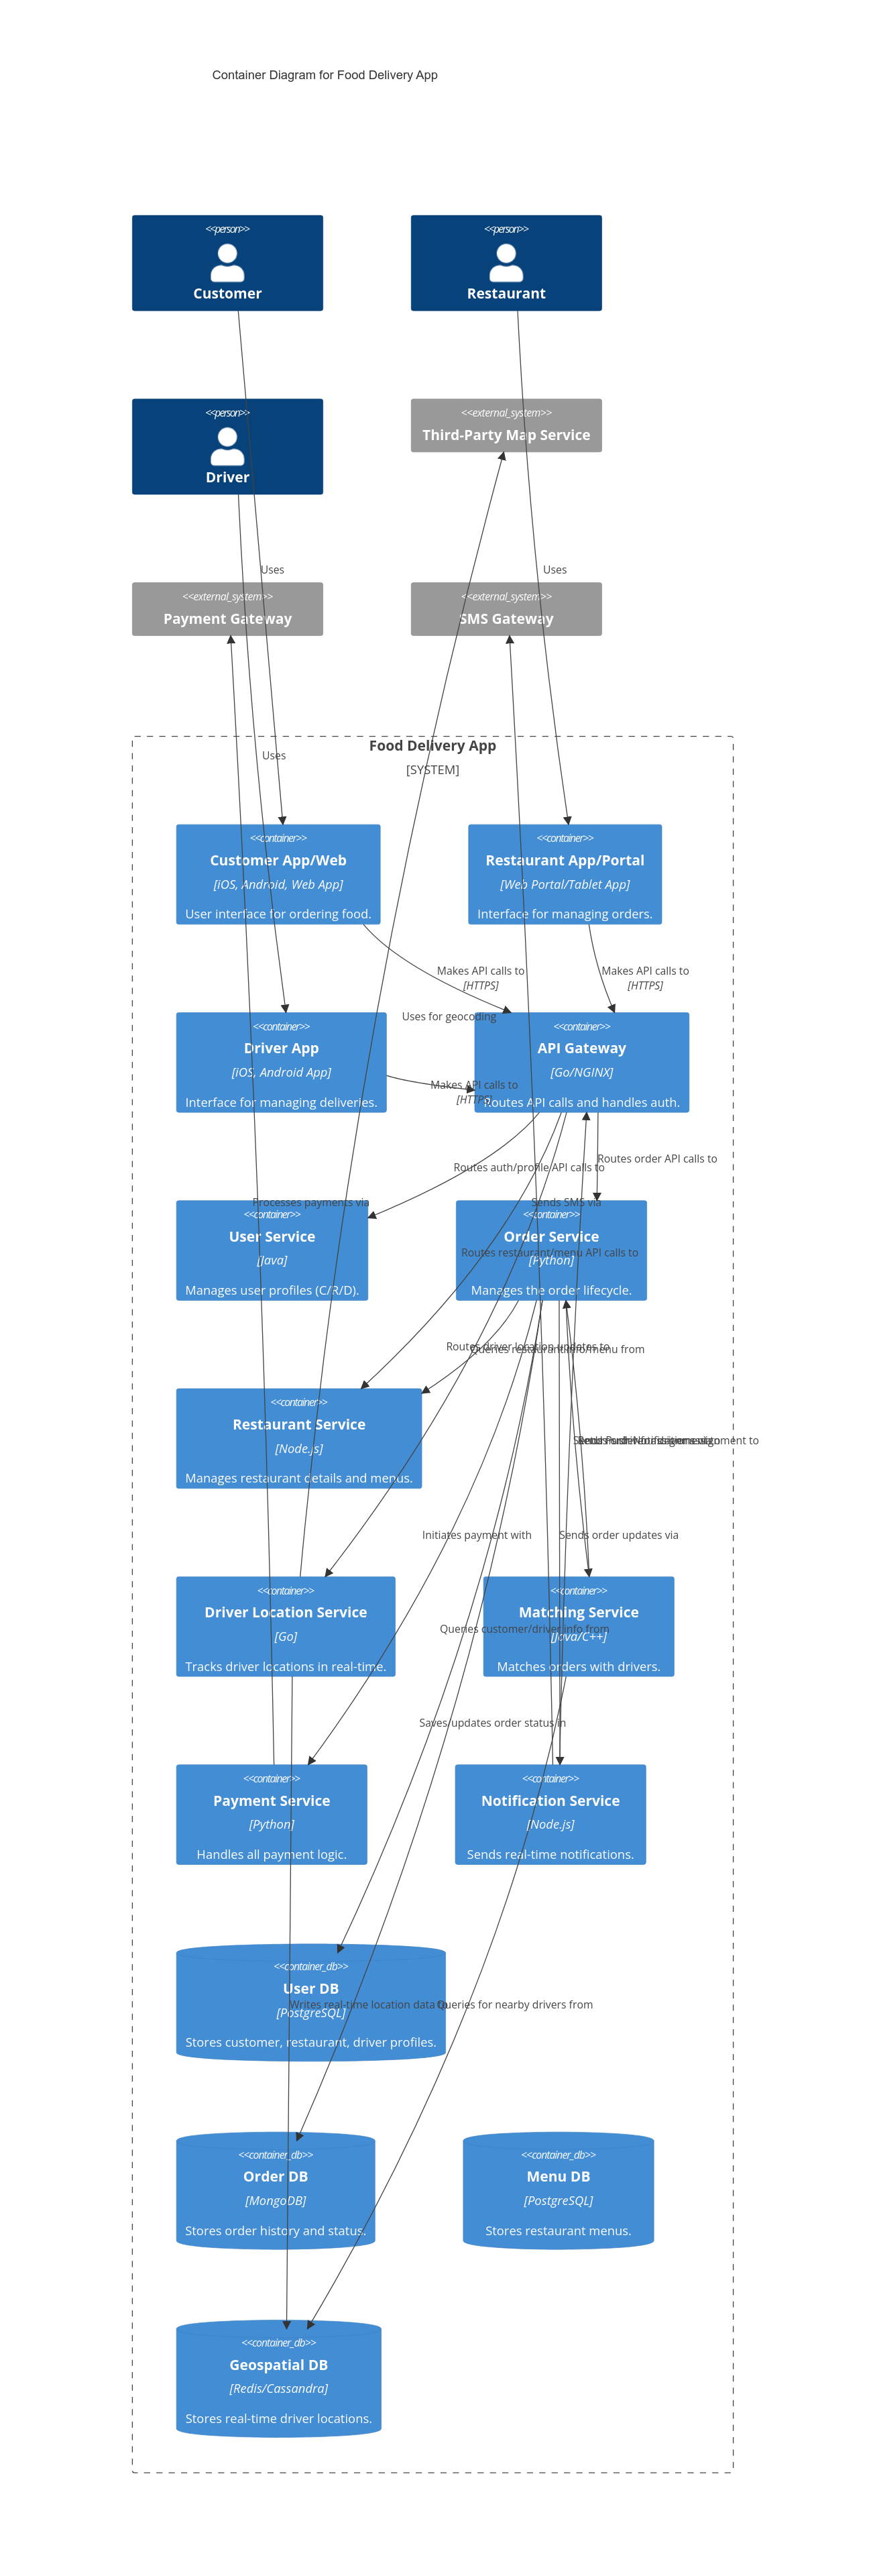 Container Diagram for Food Delivery App
<<person>>
Customer
<<person>>
Restaurant
<<person>>
Driver
<<external_system>>
Third-Party Map Service
Uses
Uses
<<external_system>>
Payment Gateway
<<external_system>>
SMS Gateway
Food Delivery App
[SYSTEM]
Uses
<<container>>
Customer App/Web
[iOS, Android, Web App]
User interface for ordering food.
<<container>>
Restaurant App/Portal
[Web Portal/Tablet App]
Interface for managing orders.
Makes API calls to
[HTTPS]
Makes API calls to
[HTTPS]
Uses for geocoding
<<container>>
Driver App
[iOS, Android App]
Interface for managing deliveries.
<<container>>
API Gateway
[Go/NGINX]
Routes API calls and handles auth.
Makes API calls to
[HTTPS]
Routes order API calls to
Routes auth/profile API calls to
Processes payments via
Sends SMS via
<<container>>
User Service
[Java]
Manages user profiles (C/R/D).
<<container>>
Order Service
[Python]
Manages the order lifecycle.
Routes restaurant/menu API calls to
Routes driver location updates to
Queries restaurant info/menu from
<<container>>
Restaurant Service
[Node.js]
Manages restaurant details and menus.
Initiates payment with
Sends order updates via
<<container>>
Driver Location Service
[Go]
Tracks driver locations in real-time.
<<container>>
Matching Service
[Java/C++]
Matches orders with drivers.
Queries customer/driver info from
Saves/updates order status in
<<container>>
Payment Service
[Python]
Handles all payment logic.
<<container>>
Notification Service
[Node.js]
Sends real-time notifications.
<<container_db>>
User DB
[PostgreSQL]
Stores customer, restaurant, driver profiles.
Writes real-time location data to
Queries for nearby drivers from
<<container_db>>
Order DB
[MongoDB]
Stores order history and status.
<<container_db>>
Menu DB
[PostgreSQL]
Stores restaurant menus.
<<container_db>>
Geospatial DB
[Redis/Cassandra]
Stores real-time driver locations.